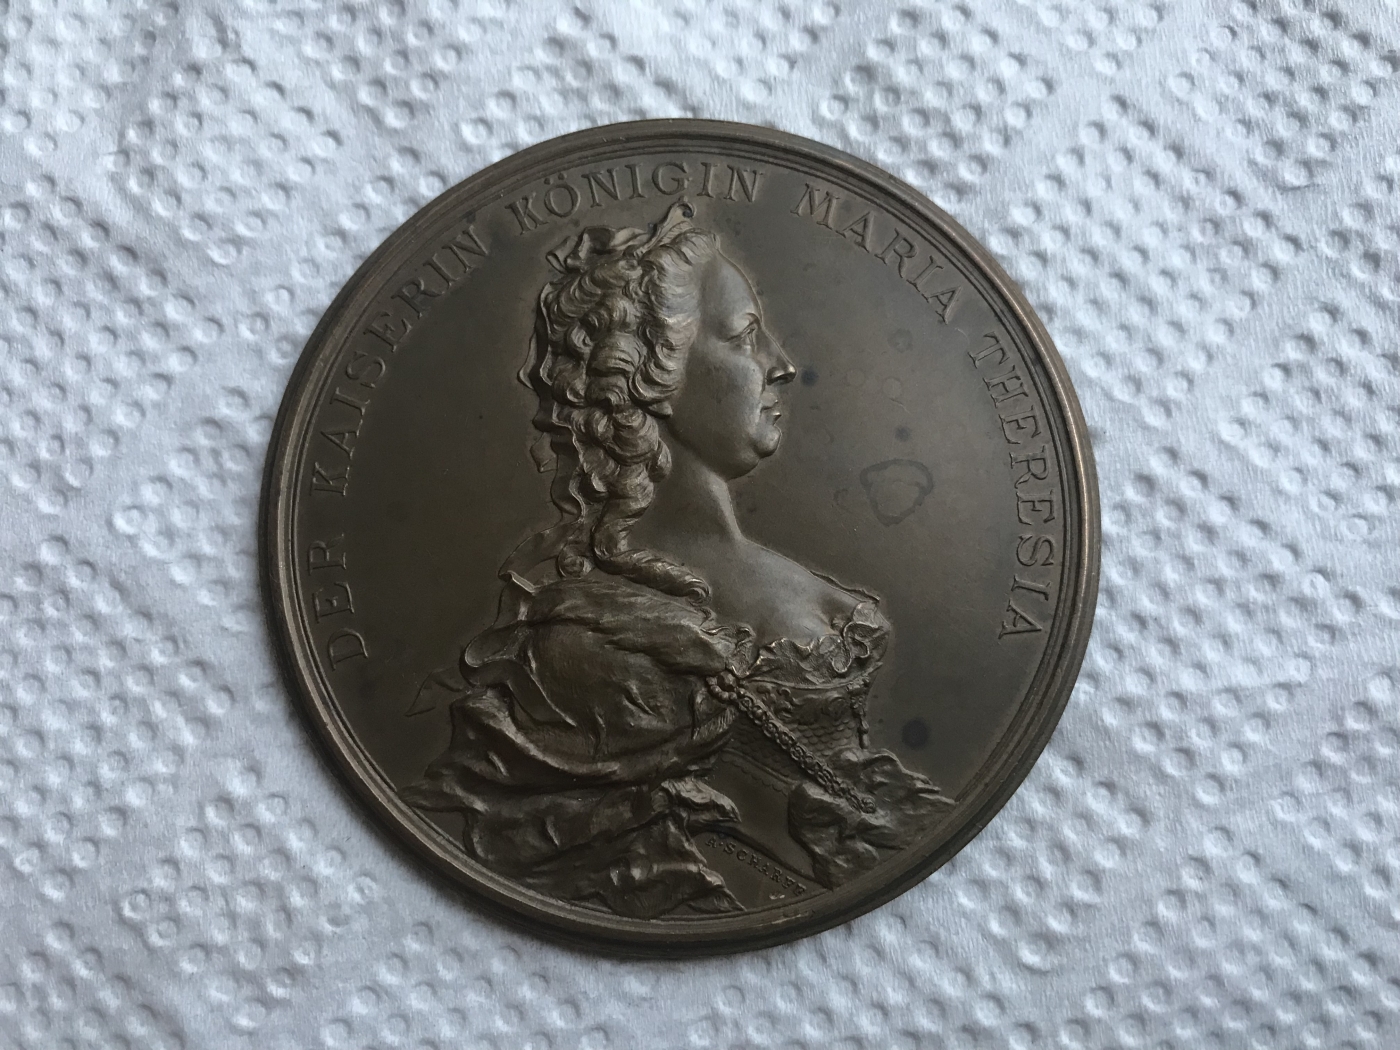 DER KAISERIN KÖNIGIN MARIA THERESIA
A·SCHARFF